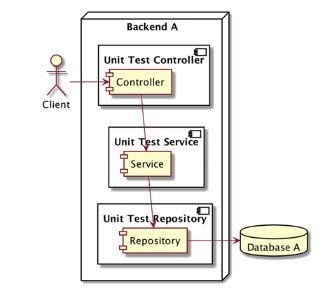 Backend A
Unit Test Controller
Controller
Client
Unit Test Service
Service
Unit Test Repository
Repository
Database A